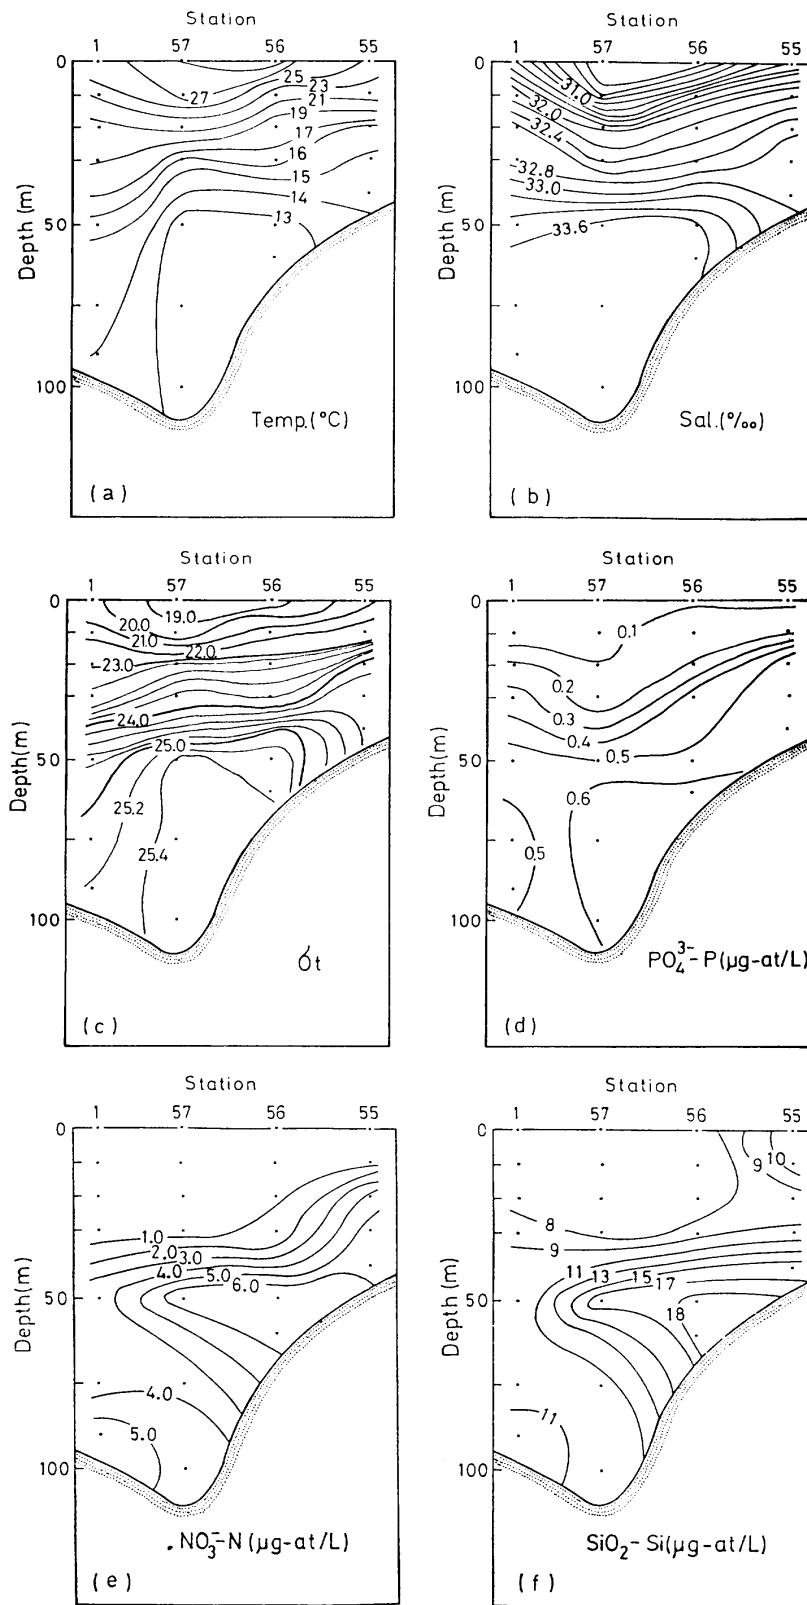 Station
1 57 56 55
0
50
100
Depth (m)
25
27
23
21
19
17
16
15
14
13
Temp.(°C)
(a)
Station
1 57 56 55
0
50
100
Depth (m)
31.0
32.0
32.4
32.8
33.0
33.6
Sal.(‰)
(b)
Station
1 57 56 55
0
50
100
Depth(m)
19.0
20.0
21.0
22.0
23.0
24.0
25.0
25.2
25.4
σt
(c)
Station
1 57 56 55
0
50
100
Depth(m)
0.1
0.2
0.3
0.4
0.5
0.6
0.5
PO₄³⁻-P(µg-at/L)
(d)
Station
1 57 56 55
0
50
100
Depth(m)
1.0
2.0
3.0
4.0
5.0
6.0
4.0
5.0
NO₃⁻-N(µg-at/L)
(e)
Station
1 57 56 55
0
50
100
Depth(m)
10
9
8
9
11
13
15
17
18
11
SiO₂-Si(µg-at/L)
(f)